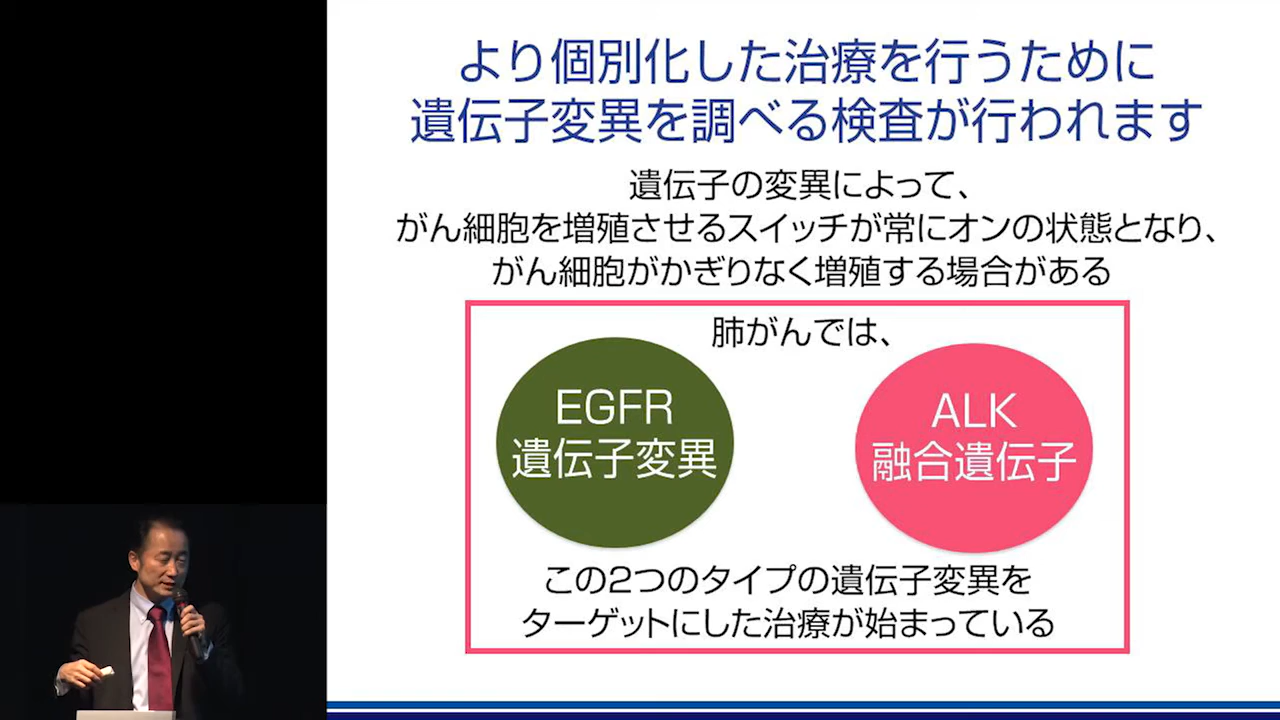 より個別化した治療を行うために
遺伝子変異を調べる検査が行われます
遺伝子の変異によって、
がん細胞を増殖させるスイッチが常にオンの状態となり、
がん細胞がかぎりなく増殖する場合がある
肺がんでは、
EGFR
遺伝子変異
ALK
融合遺伝子
この2つのタイプの遺伝子変異を
ターゲットにした治療が始まっている